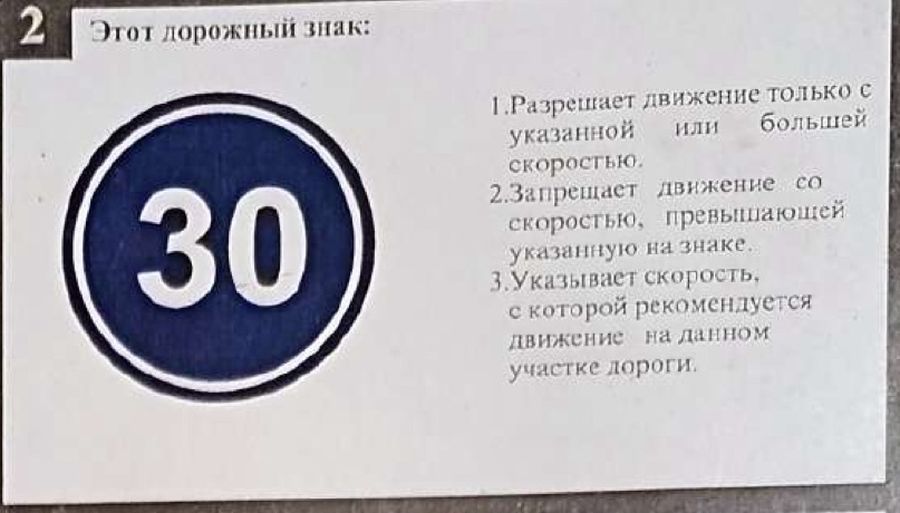 2
Этот дорожный знак:
30
1.Разрешает движение только с
указанной или большей
скоростью.
2.Запрещает движение со
скоростью, превышающей
указанную на знаке.
3.Указывает скорость,
с которой рекомендуется
движение на данном
участке дороги.